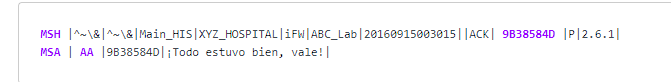 MSH |^~\&|^~\&|Main_HIS|XYZ_HOSPITAL|iFW|ABC_Lab|20160915003015||ACK| 9B38584D |P|2.6.1|
MSA | AA |9B38584D|¡Todo estuvo bien, vale!|